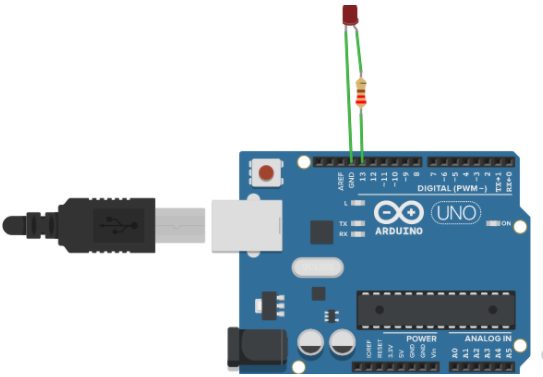 AREF
GND
13
12
~11
~10
~9
8
7
~6
~5
4
~3
2
TX→1
RX←0
DIGITAL (PWM~)
L
TX
RX
ARDUINO
UNO
ON
POWER
ANALOG IN
IOREF
RESET
3.3V
5V
GND
GND
Vin
A0
A1
A2
A3
A4
A5